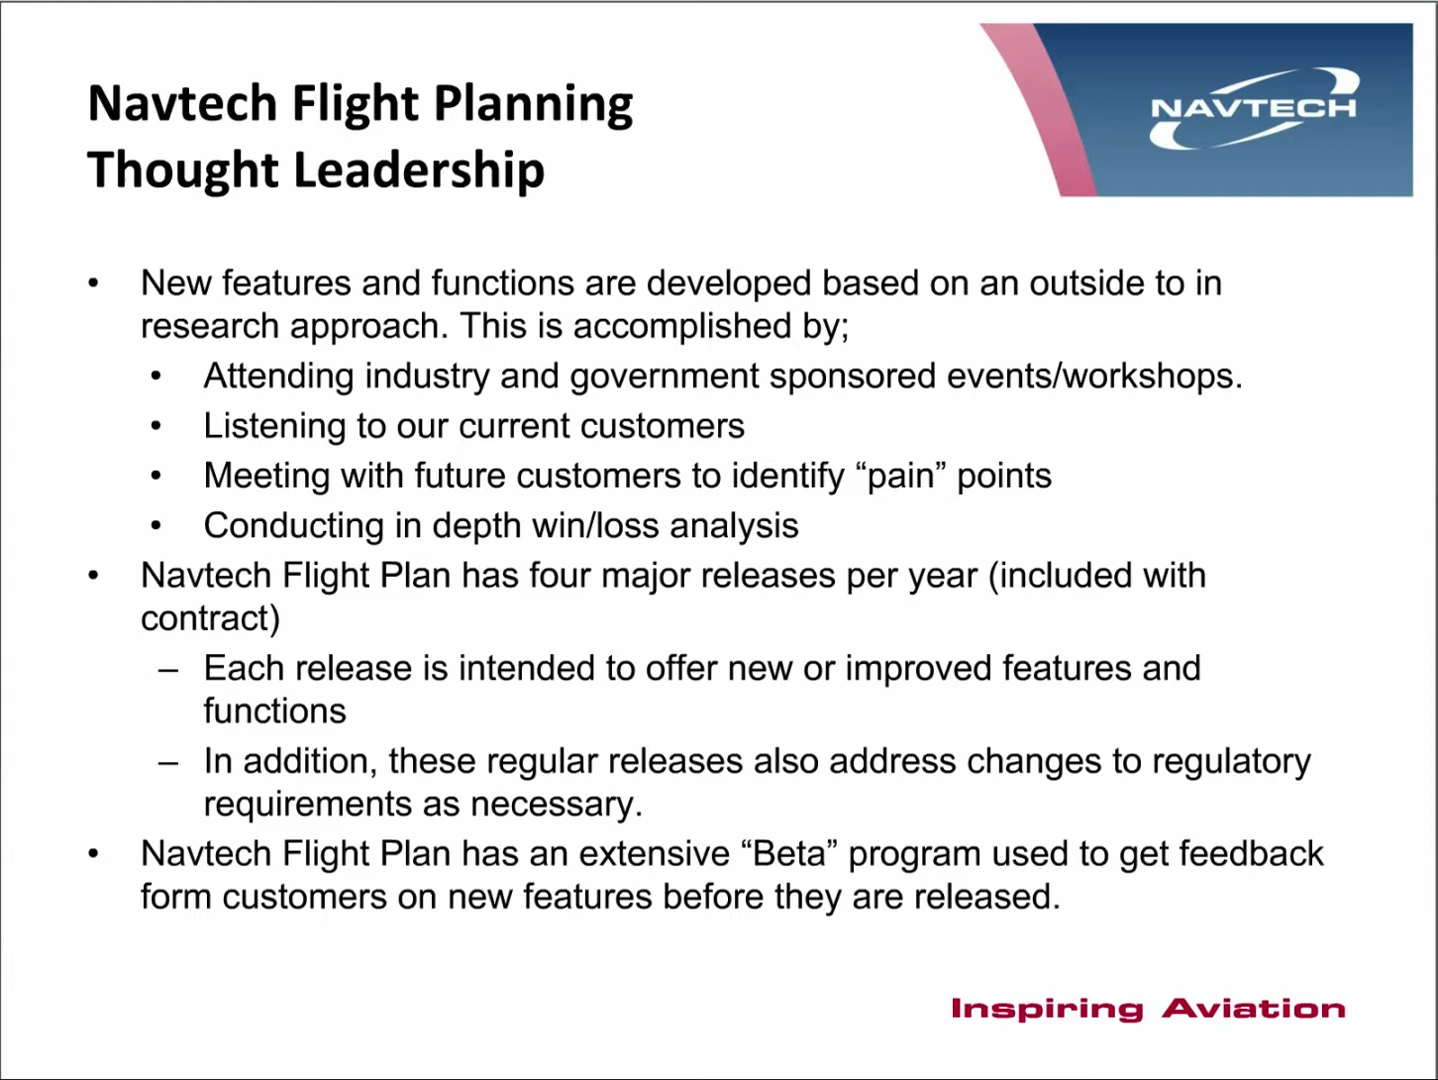 Navtech Flight Planning
Thought Leadership
NAVTECH
• New features and functions are developed based on an outside to in
research approach. This is accomplished by;
• Attending industry and government sponsored events/workshops.
• Listening to our current customers
• Meeting with future customers to identify “pain” points
• Conducting in depth win/loss analysis
• Navtech Flight Plan has four major releases per year (included with
contract)
– Each release is intended to offer new or improved features and
functions
– In addition, these regular releases also address changes to regulatory
requirements as necessary.
• Navtech Flight Plan has an extensive “Beta” program used to get feedback
form customers on new features before they are released.
Inspiring Aviation